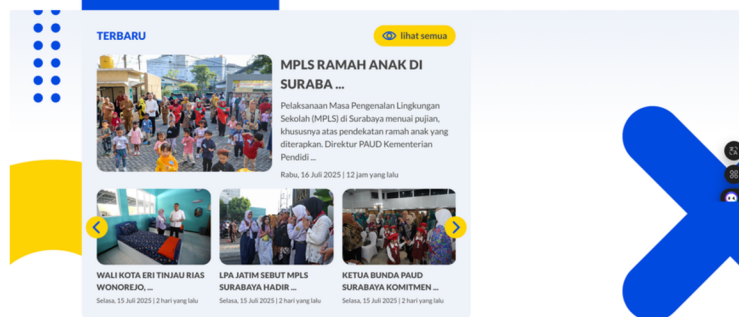 TERBARU
lihat semua
MPLS RAMAH ANAK DI
SURABA ...
Pelaksanaan Masa Pengenalan Lingkungan
Sekolah (MPLS) di Surabaya menuai pujian,
khususnya atas pendekatan ramah anak yang
diterapkan. Direktur PAUD Kementerian
Pendidi ...
Rabu, 16 Juli 2025 | 12 jam yang lalu
WALI KOTA ERI TINJAU RIAS
WONOREJO, ...
Selasa, 15 Juli 2025 | 2 hari yang lalu
LPA JATIM SEBUT MPLS
SURABAYA HADIR ...
Selasa, 15 Juli 2025 | 2 hari yang lalu
KETUA BUNDA PAUD
SURABAYA KOMITMEN ...
Selasa, 15 Juli 2025 | 2 hari yang lalu